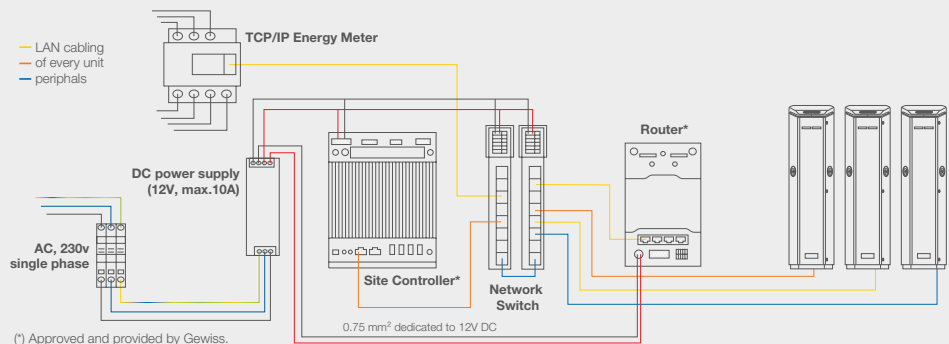 TCP/IP Energy Meter
LAN cabling
of every unit
periphals
Router*
DC power supply
(12V, max.10A)
AC, 230v
single phase
Site Controller*
Network
Switch
0.75 mm² dedicated to 12V DC
(*) Approved and provided by Gewiss.